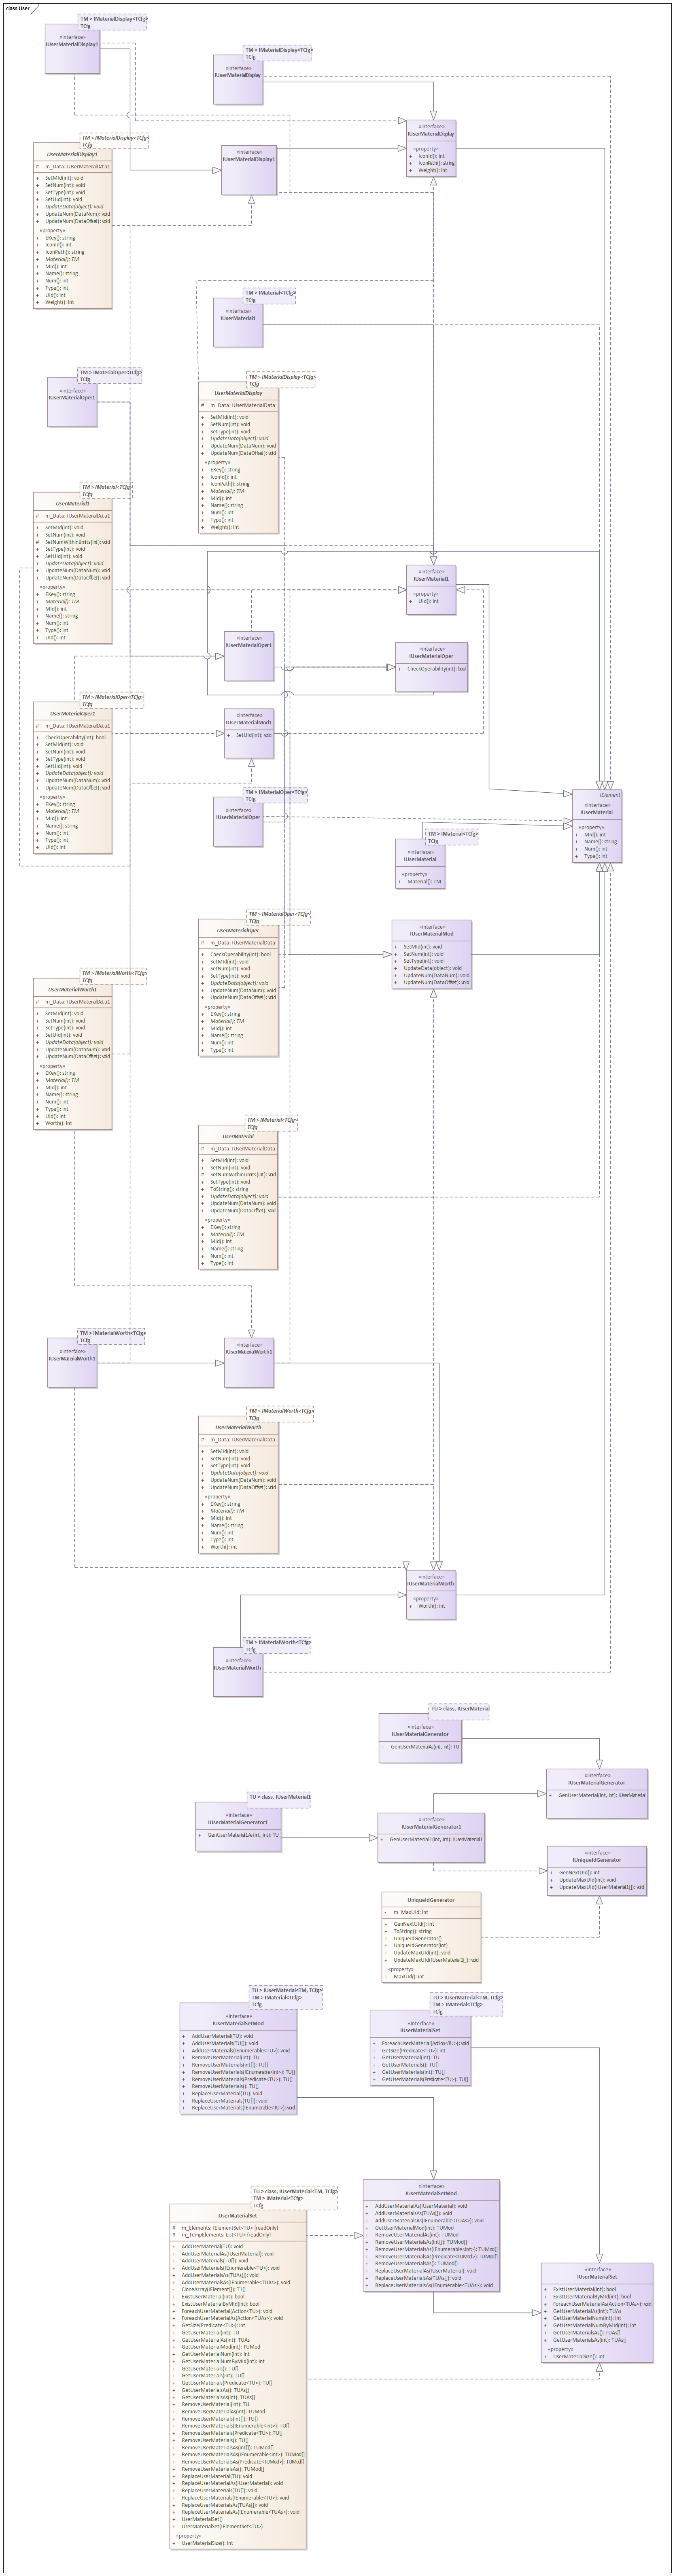 class User
TM > IMaterialDisplay<TCfg>
TCfg
«interface»
IUserMaterialDisplay1
TM > IMaterialDisplay<TCfg>
TCfg
«interface»
IUserMaterialDisplay
«interface»
IUserMaterialDisplay
«property»
+ IconId(): int
+ IconPath(): string
+ Weight(): int
TM > IMaterialDisplay<TCfg>
TCfg
UserMaterialDisplay1
# m_Data: IUserMaterialData1
+ SetMId(int): void
+ SetNum(int): void
+ SetType(int): void
+ SetUId(int): void
+ UpdateData(object): void
+ UpdateNum(DataNum): void
+ UpdateNum(DataOffset): void
«property»
+ EKey(): string
+ IconId(): int
+ IconPath(): string
+ Material(): TM
+ MId(): int
+ Name(): string
+ Num(): int
+ Type(): int
+ UId(): int
+ Weight(): int
«interface»
IUserMaterialDisplay1
TM > IMaterial<TCfg>
TCfg
«interface»
IUserMaterial1
TM > IMaterialOper<TCfg>
TCfg
«interface»
IUserMaterialOper1
TM > IMaterialDisplay<TCfg>
TCfg
UserMaterialDisplay
# m_Data: IUserMaterialData
+ SetMId(int): void
+ SetNum(int): void
+ SetType(int): void
+ UpdateData(object): void
+ UpdateNum(DataNum): void
+ UpdateNum(DataOffset): void
«property»
+ EKey(): string
+ IconId(): int
+ IconPath(): string
+ Material(): TM
+ MId(): int
+ Name(): string
+ Num(): int
+ Type(): int
+ Weight(): int
TM > IMaterial<TCfg>
TCfg
UserMaterial1
# m_Data: IUserMaterialData1
+ SetMId(int): void
+ SetNum(int): void
# SetNumWithinLimits(int): void
+ SetType(int): void
+ SetUId(int): void
+ UpdateData(object): void
+ UpdateNum(DataNum): void
+ UpdateNum(DataOffset): void
«property»
+ EKey(): string
+ Material(): TM
+ MId(): int
+ Name(): string
+ Num(): int
+ Type(): int
+ UId(): int
«interface»
IUserMaterial1
«property»
+ UId(): int
«interface»
IUserMaterialOper1
«interface»
IUserMaterialOper
+ CheckOperability(int): bool
TM > IMaterialOper<TCfg>
TCfg
UserMaterialOper1
# m_Data: IUserMaterialData1
+ CheckOperability(int): bool
+ SetMId(int): void
+ SetNum(int): void
+ SetType(int): void
+ SetUId(int): void
+ UpdateData(object): void
+ UpdateNum(DataNum): void
+ UpdateNum(DataOffset): void
«property»
+ EKey(): string
+ Material(): TM
+ MId(): int
+ Name(): string
+ Num(): int
+ Type(): int
+ UId(): int
«interface»
IUserMaterialMod1
+ SetUId(int): void
TM > IMaterialOper<TCfg>
TCfg
«interface»
IUserMaterialOper
IElement
«interface»
IUserMaterial
«property»
+ MId(): int
+ Name(): string
+ Num(): int
+ Type(): int
TM > IMaterial<TCfg>
TCfg
«interface»
IUserMaterial
«property»
+ Material(): TM
TM > IMaterialOper<TCfg>
TCfg
UserMaterialOper
# m_Data: IUserMaterialData
+ CheckOperability(int): bool
+ SetMId(int): void
+ SetNum(int): void
+ SetType(int): void
+ UpdateData(object): void
+ UpdateNum(DataNum): void
+ UpdateNum(DataOffset): void
«property»
+ EKey(): string
+ Material(): TM
+ MId(): int
+ Name(): string
+ Num(): int
+ Type(): int
«interface»
IUserMaterialMod
+ SetMId(int): void
+ SetNum(int): void
+ SetType(int): void
+ UpdateData(object): void
+ UpdateNum(DataNum): void
+ UpdateNum(DataOffset): void
TM > IMaterialWorth<TCfg>
TCfg
UserMaterialWorth1
# m_Data: IUserMaterialData1
+ SetMId(int): void
+ SetNum(int): void
+ SetType(int): void
+ SetUId(int): void
+ UpdateData(object): void
+ UpdateNum(DataNum): void
+ UpdateNum(DataOffset): void
«property»
+ EKey(): string
+ Material(): TM
+ MId(): int
+ Name(): string
+ Num(): int
+ Type(): int
+ UId(): int
+ Worth(): int
TM > IMaterial<TCfg>
TCfg
UserMaterial
# m_Data: IUserMaterialData
+ SetMId(int): void
+ SetNum(int): void
# SetNumWithinLimits(int): void
+ SetType(int): void
+ ToString(): string
+ UpdateData(object): void
+ UpdateNum(DataNum): void
+ UpdateNum(DataOffset): void
«property»
+ EKey(): string
+ Material(): TM
+ MId(): int
+ Name(): string
+ Num(): int
+ Type(): int
TM > IMaterialWorth<TCfg>
TCfg
«interface»
IUserMaterialWorth1
«interface»
IUserMaterialWorth1
TM > IMaterialWorth<TCfg>
TCfg
UserMaterialWorth
# m_Data: IUserMaterialData
+ SetMId(int): void
+ SetNum(int): void
+ SetType(int): void
+ UpdateData(object): void
+ UpdateNum(DataNum): void
+ UpdateNum(DataOffset): void
«property»
+ EKey(): string
+ Material(): TM
+ MId(): int
+ Name(): string
+ Num(): int
+ Type(): int
+ Worth(): int
«interface»
IUserMaterialWorth
«property»
+ Worth(): int
TM > IMaterialWorth<TCfg>
TCfg
«interface»
IUserMaterialWorth
TU > class, IUserMaterial
«interface»
IUserMaterialGenerator
+ GenUserMaterialAs(int, int): TU
«interface»
IUserMaterialGenerator
+ GenUserMaterial(int, int): IUserMaterial
TU > class, IUserMaterial1
«interface»
IUserMaterialGenerator1
+ GenUserMaterial1As(int, int): TU
«interface»
IUserMaterialGenerator1
+ GenUserMaterial1(int, int): IUserMaterial1
«interface»
IUniqueIdGenerator
+ GenNextUId(): int
+ UpdateMaxUId(int): void
+ UpdateMaxUId(IUserMaterial1[]): void
UniqueIdGenerator
- m_MaxUId: int
+ GenNextUId(): int
+ ToString(): string
+ UniqueIdGenerator()
+ UniqueIdGenerator(int)
+ UpdateMaxUId(int): void
+ UpdateMaxUId(IUserMaterial1[]): void
«property»
+ MaxUId(): int
TU > IUserMaterial<TM, TCfg>
TM > IMaterial<TCfg>
TCfg
«interface»
IUserMaterialSetMod
+ AddUserMaterial(TU): void
+ AddUserMaterials(TU[]): void
+ AddUserMaterials(IEnumerable<TU>): void
+ RemoveUserMaterial(int): TU
+ RemoveUserMaterials(int[]): TU[]
+ RemoveUserMaterials(IEnumerable<int>): TU[]
+ RemoveUserMaterials(Predicate<TU>): TU[]
+ RemoveUserMaterials(): TU[]
+ ReplaceUserMaterial(TU): void
+ ReplaceUserMaterials(TU[]): void
+ ReplaceUserMaterials(IEnumerable<TU>): void
TU > IUserMaterial<TM, TCfg>
TM > IMaterial<TCfg>
TCfg
«interface»
IUserMaterialSet
+ ForeachUserMaterial(Action<TU>): void
+ GetSize(Predicate<TU>): int
+ GetUserMaterial(int): TU
+ GetUserMaterials(): TU[]
+ GetUserMaterials(int): TU[]
+ GetUserMaterials(Predicate<TU>): TU[]
«interface»
IUserMaterialSetMod
+ AddUserMaterialAs(IUserMaterial): void
+ AddUserMaterialsAs(TUAs[]): void
+ AddUserMaterialsAs(IEnumerable<TUAs>): void
+ GetUserMaterialMod(int): TUMod
+ RemoveUserMaterialAs(int): TUMod
+ RemoveUserMaterialsAs(int[]): TUMod[]
+ RemoveUserMaterialsAs(IEnumerable<int>): TUMod[]
+ RemoveUserMaterialsAs(Predicate<TUMod>): TUMod[]
+ RemoveUserMaterialsAs(): TUMod[]
+ ReplaceUserMaterialAs(IUserMaterial): void
+ ReplaceUserMaterialsAs(TUAs[]): void
+ ReplaceUserMaterialsAs(IEnumerable<TUAs>): void
TU > class, IUserMaterial<TM, TCfg>
TM > IMaterial<TCfg>
TCfg
UserMaterialSet
# m_Elements: IElementSet<TU> {readOnly}
# m_TempElements: List<TU> {readOnly}
+ AddUserMaterial(TU): void
+ AddUserMaterialAs(IUserMaterial): void
+ AddUserMaterials(TU[]): void
+ AddUserMaterials(IEnumerable<TU>): void
+ AddUserMaterialsAs(TUAs[]): void
+ AddUserMaterialsAs(IEnumerable<TUAs>): void
- CloneArray(IElement[]): T1[]
+ ExistUserMaterial(int): bool
+ ExistUserMaterialByMId(int): bool
+ ForeachUserMaterial(Action<TU>): void
+ ForeachUserMaterialAs(Action<TUAs>): void
+ GetSize(Predicate<TU>): int
+ GetUserMaterial(int): TU
+ GetUserMaterialAs(int): TUAs
+ GetUserMaterialMod(int): TUMod
+ GetUserMaterialNum(int): int
+ GetUserMaterialNumByMId(int): int
+ GetUserMaterials(): TU[]
+ GetUserMaterials(int): TU[]
+ GetUserMaterials(Predicate<TU>): TU[]
+ GetUserMaterialsAs(): TUAs[]
+ GetUserMaterialsAs(int): TUAs[]
+ RemoveUserMaterial(int): TU
+ RemoveUserMaterialAs(int): TUMod
+ RemoveUserMaterials(int[]): TU[]
+ RemoveUserMaterials(IEnumerable<int>): TU[]
+ RemoveUserMaterials(Predicate<TU>): TU[]
+ RemoveUserMaterials(): TU[]
+ RemoveUserMaterialsAs(int[]): TUMod[]
+ RemoveUserMaterialsAs(IEnumerable<int>): TUMod[]
+ RemoveUserMaterialsAs(Predicate<TUMod>): TUMod[]
+ RemoveUserMaterialsAs(): TUMod[]
+ ReplaceUserMaterial(TU): void
+ ReplaceUserMaterialAs(IUserMaterial): void
+ ReplaceUserMaterials(TU[]): void
+ ReplaceUserMaterials(IEnumerable<TU>): void
+ ReplaceUserMaterialsAs(TUAs[]): void
+ ReplaceUserMaterialsAs(IEnumerable<TUAs>): void
+ UserMaterialSet()
+ UserMaterialSet(IElementSet<TU>)
«property»
+ UserMaterialSize(): int
«interface»
IUserMaterialSet
+ ExistUserMaterial(int): bool
+ ExistUserMaterialByMId(int): bool
+ ForeachUserMaterialAs(Action<TUAs>): void
+ GetUserMaterialAs(int): TUAs
+ GetUserMaterialNum(int): int
+ GetUserMaterialNumByMId(int): int
+ GetUserMaterialsAs(): TUAs[]
+ GetUserMaterialsAs(int): TUAs[]
«property»
+ UserMaterialSize(): int